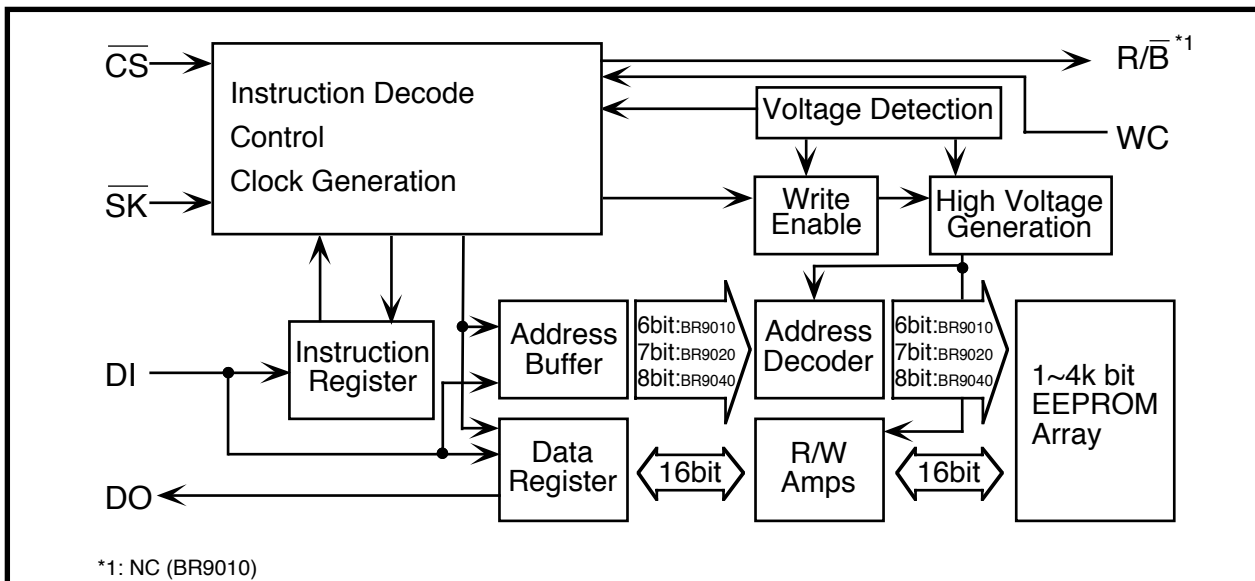 C̅S̅
R/B̅ *1
Instruction Decode
Control
Clock Generation
Voltage Detection
WC
S̅K̅
Write
Enable
High Voltage
Generation
DI
Instruction
Register
Address
Buffer
6bit:BR9010
7bit:BR9020
8bit:BR9040
Address
Decoder
6bit:BR9010
7bit:BR9020
8bit:BR9040
1~4k bit
EEPROM
Array
DO
Data
Register
16bit
R/W
Amps
16bit
*1: NC (BR9010)